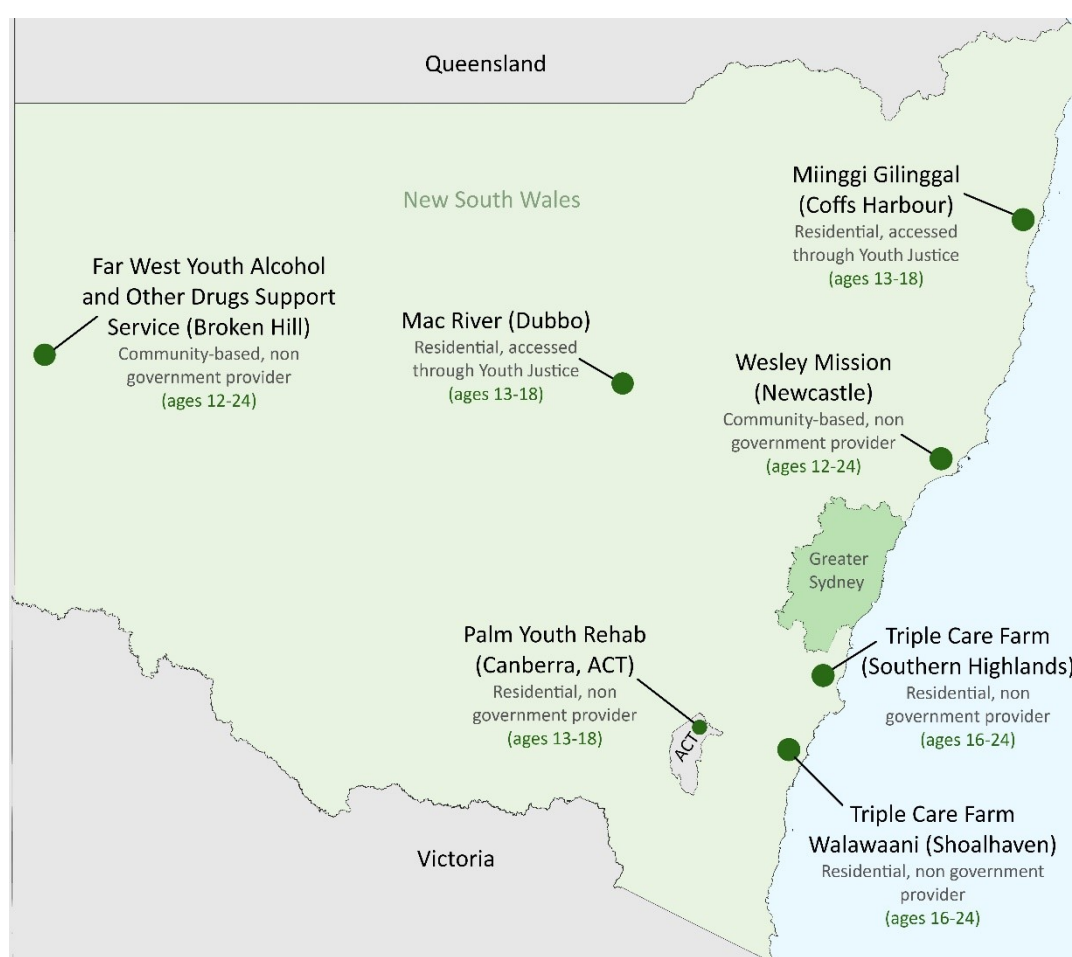 Queensland
New South Wales
Miinggi Gilinggal
(Coffs Harbour)
Residential, accessed
through Youth Justice
(ages 13-18)
Far West Youth Alcohol
and Other Drugs Support
Service (Broken Hill)
Community-based, non
government provider
(ages 12-24)
Mac River (Dubbo)
Residential, accessed
through Youth Justice
(ages 13-18)
Wesley Mission
(Newcastle)
Community-based, non
government provider
(ages 12-24)
Greater
Sydney
Palm Youth Rehab
(Canberra, ACT)
Residential, non
government provider
(ages 13-18)
ACT
Triple Care Farm
(Southern Highlands)
Residential, non
government provider
(ages 16-24)
Triple Care Farm
Walawaani (Shoalhaven)
Residential, non government
provider
(ages 16-24)
Victoria